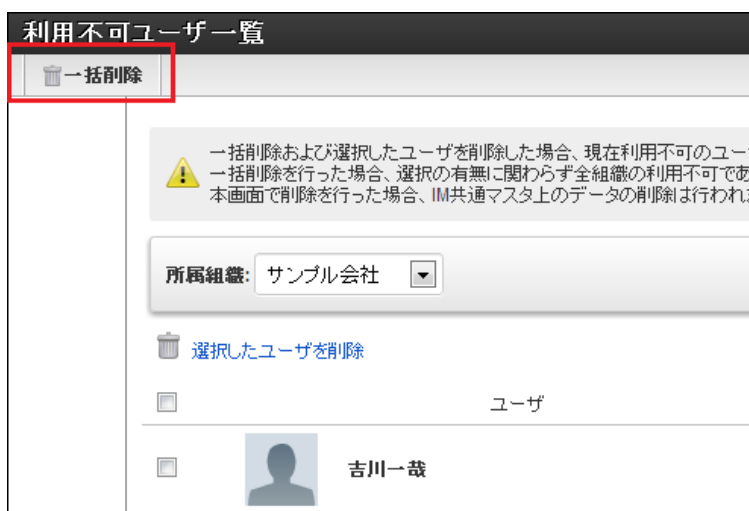 利用不可ユーザ一覧
一括削除
一括削除および選択したユーザを削除した場合、現在利用不可のユー
一括削除を行った場合、選択の有無に関わらず全組織の利用不可であ
本画面で削除を行った場合、IM共通マスタ上のデータの削除は行われ
所属組織: サンプル会社
選択したユーザを削除
ユーザ
吉川一哉